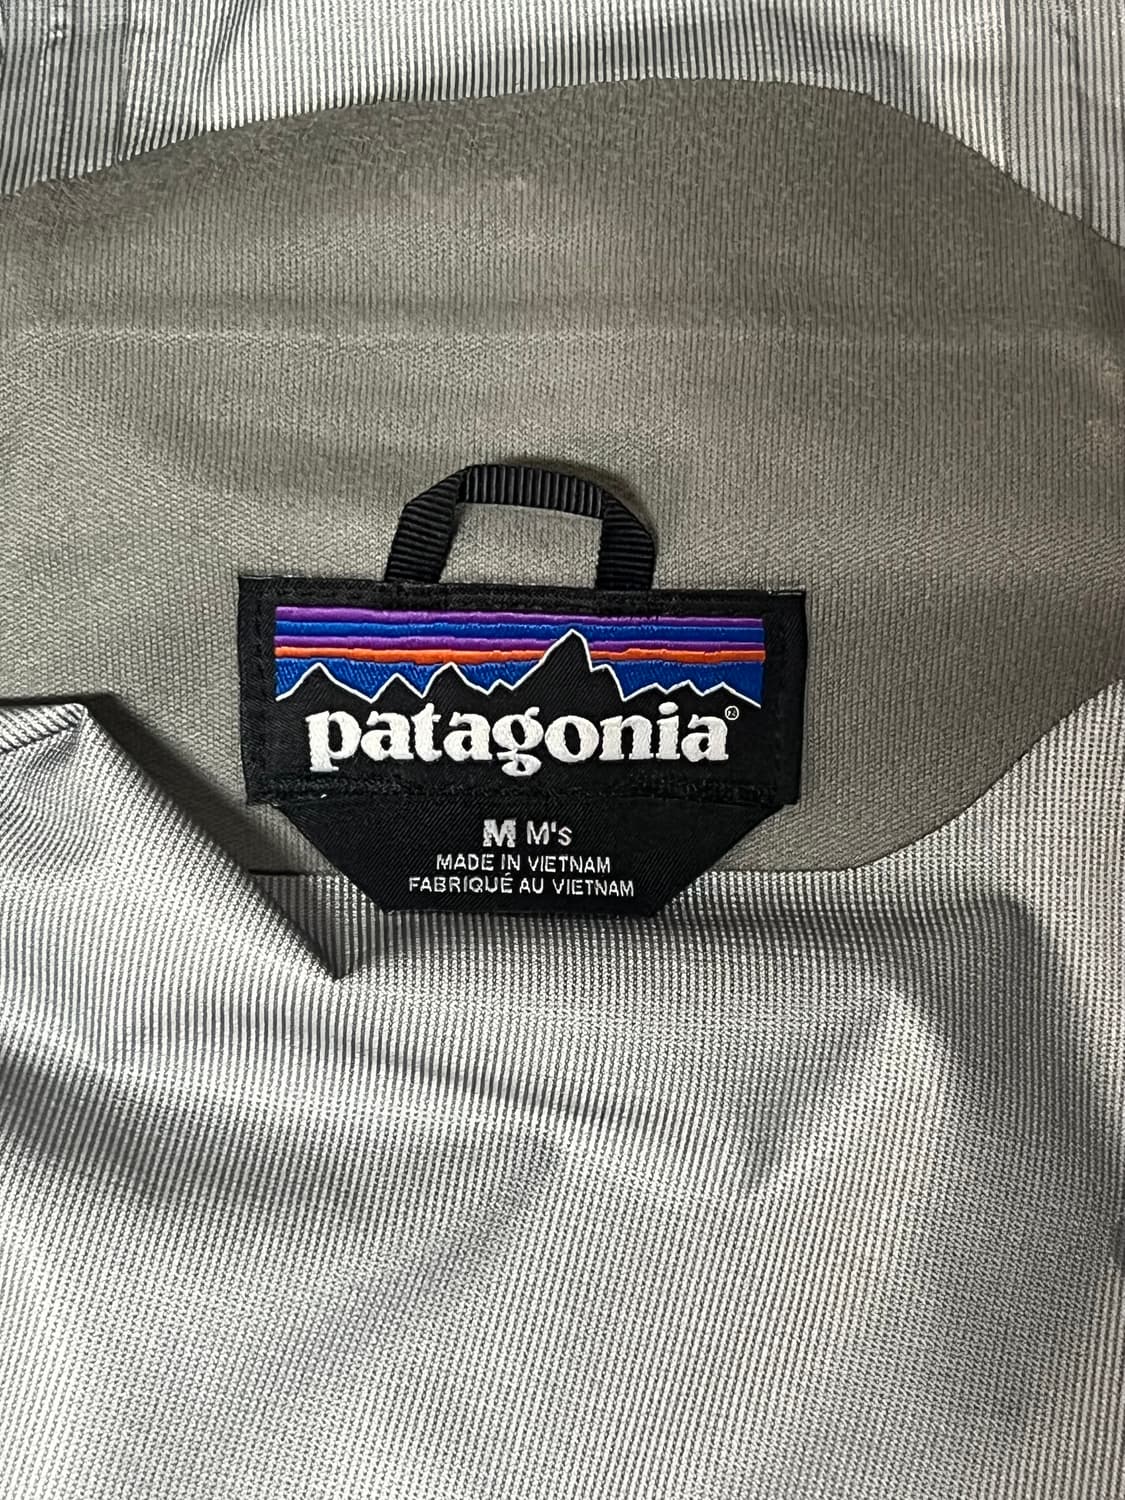 patagonia®
M M's
MADE IN VIETNAM
FABRIQUÉ AU VIETNAM